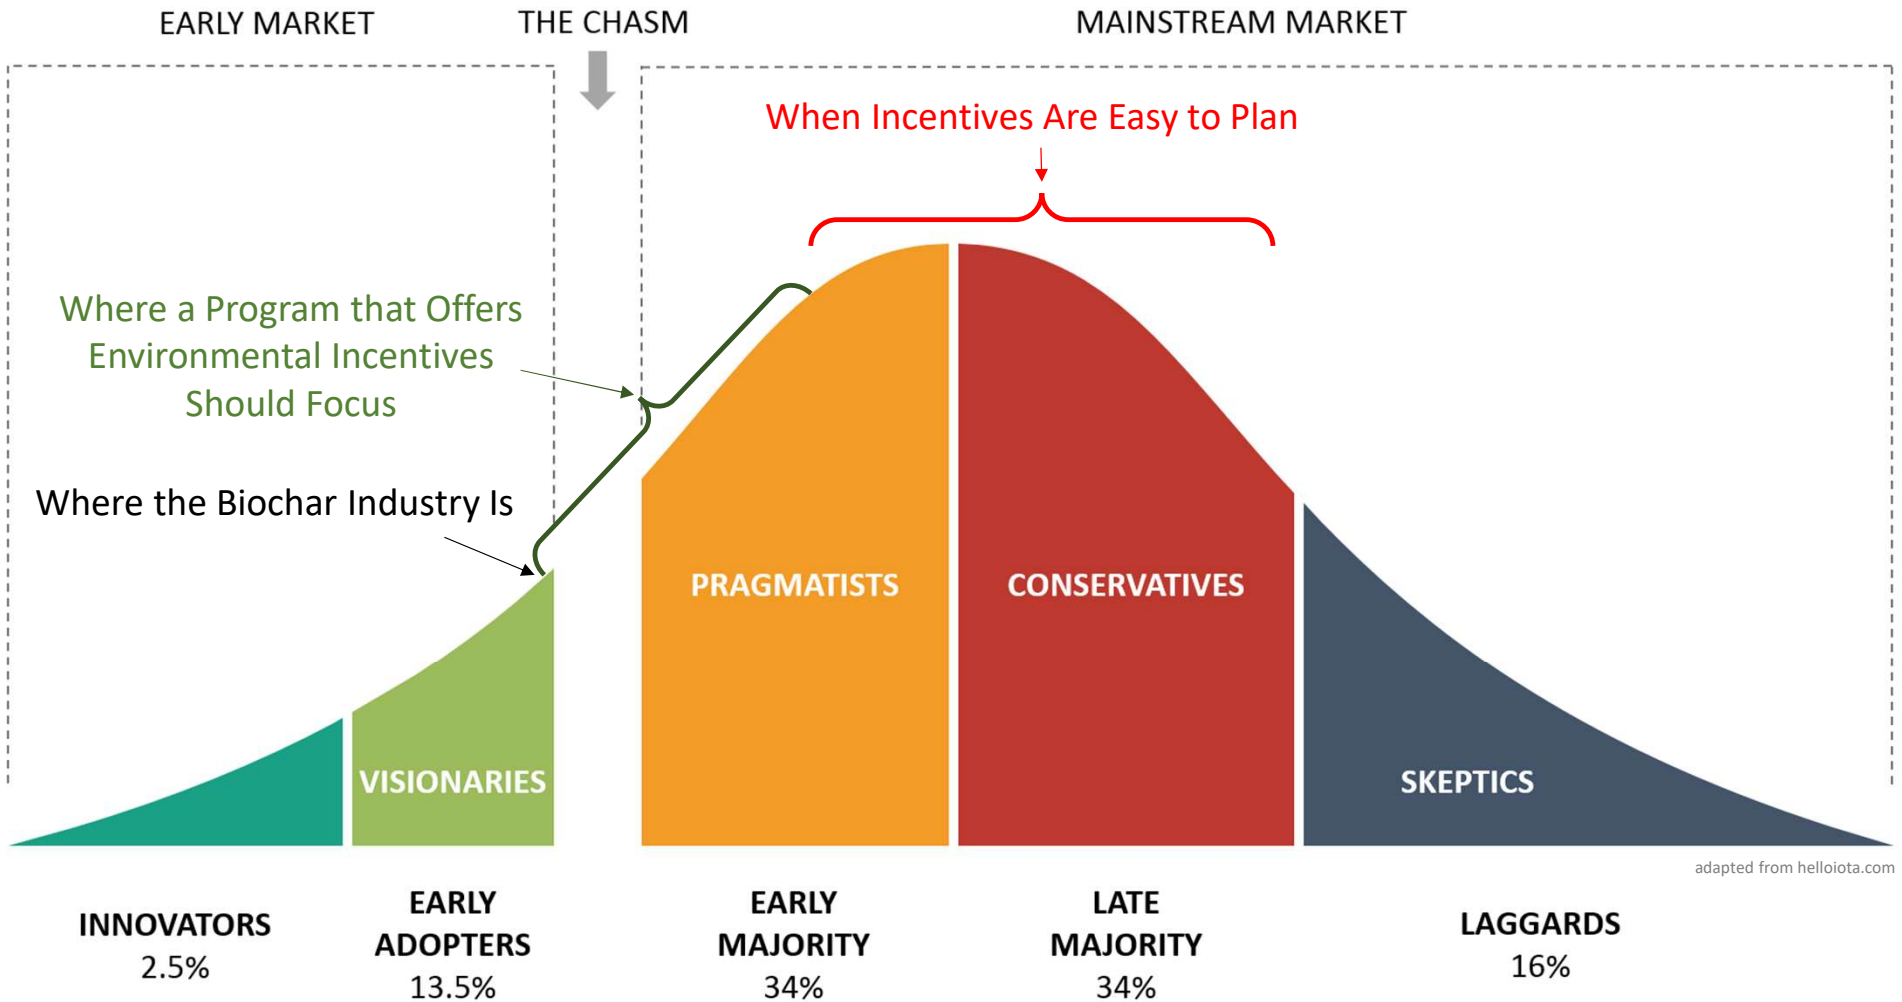 EARLY MARKET
THE CHASM
MAINSTREAM MARKET
When Incentives Are Easy to Plan
Where a Program that Offers
Environmental Incentives
Should Focus
Where the Biochar Industry Is
PRAGMATISTS
CONSERVATIVES
VISIONARIES
SKEPTICS
adapted from helloiota.com
INNOVATORS
2.5%
EARLY
ADOPTERS
13.5%
EARLY
MAJORITY
34%
LATE
MAJORITY
34%
LAGGARDS
16%